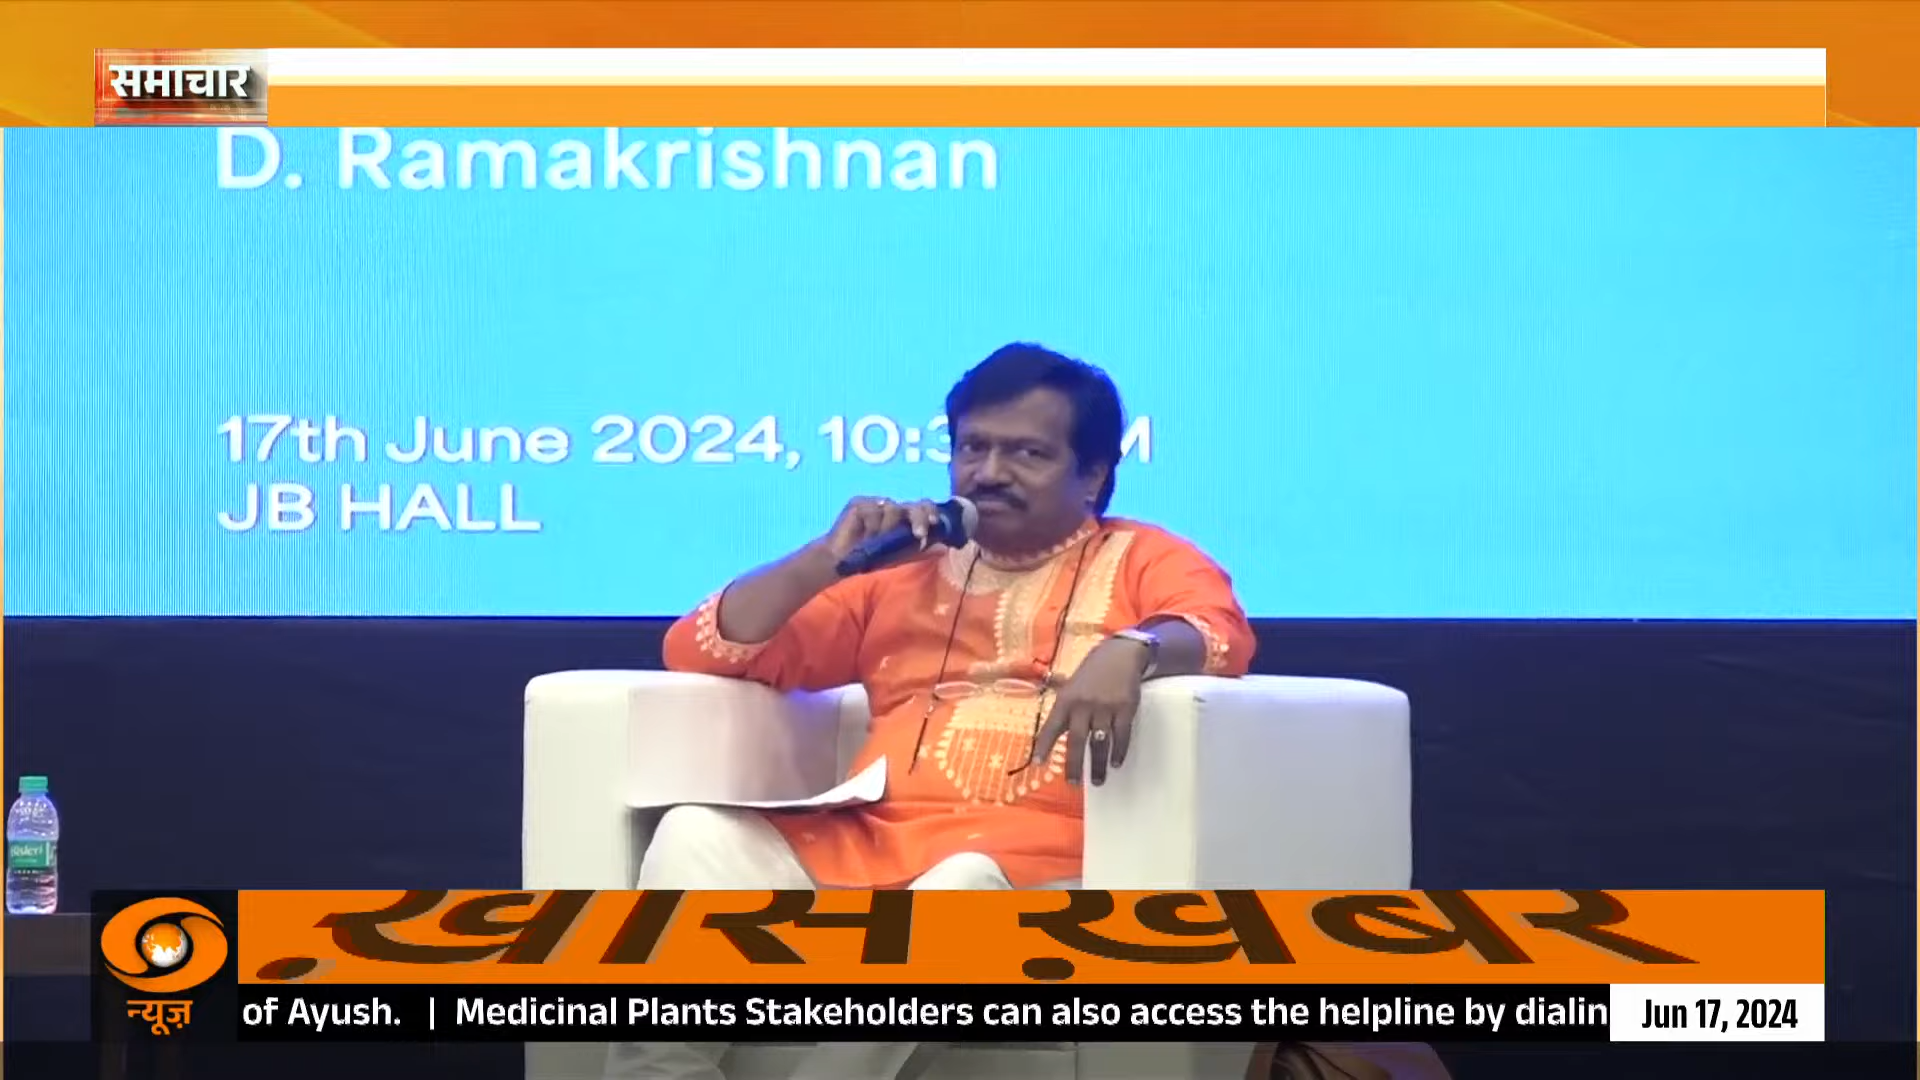 समाचार
D. Ramakrishnan
17th June 2024, 10:3 M
JB HALL
Bisleri
ख़ास ख़बर
न्यूज़
of Ayush. | Medicinal Plants Stakeholders can also access the helpline by dialin
Jun 17, 2024